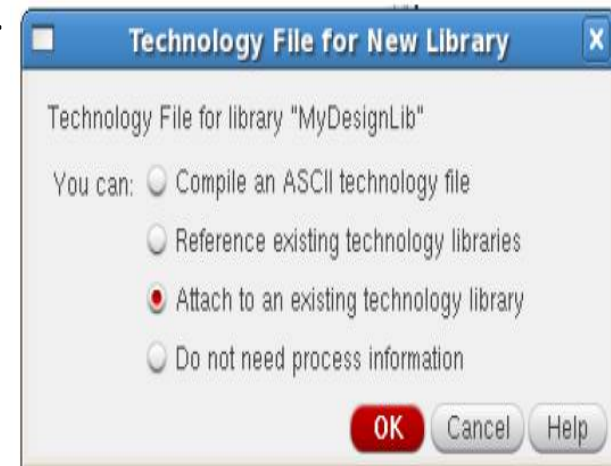 Technology File for New Library
Technology File for library "MyDesignLib"
You can: Compile an ASCII technology file
Reference existing technology libraries
Attach to an existing technology library
Do not need process information
OK Cancel Help